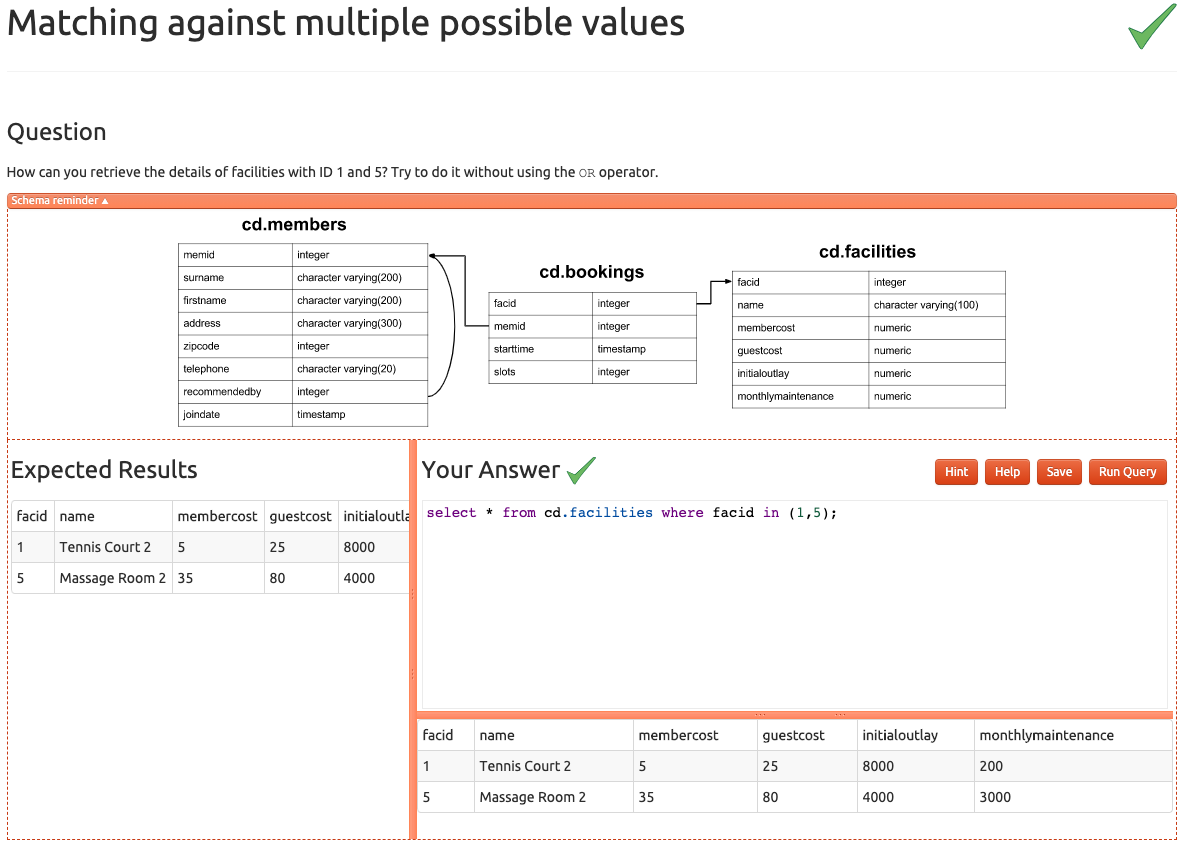 Matching against multiple possible values
Question
How can you retrieve the details of facilities with ID 1 and 5? Try to do it without using the OR operator.
Schema reminder ▲
cd.members
memid integer
surname character varying(200)
firstname character varying(200)
address character varying(300)
zipcode integer
telephone character varying(20)
recommendedby integer
joindate timestamp
cd.bookings
facid integer
memid integer
starttime timestamp
slots integer
cd.facilities
facid integer
name character varying(100)
membercost numeric
guestcost numeric
initialoutlay numeric
monthlymaintenance numeric
Expected Results
facid name membercost guestcost initialoutla
1 Tennis Court 2 5 25 8000
5 Massage Room 2 35 80 4000
Your Answer
Hint Help Save Run Query
select * from cd.facilities where facid in (1,5);
facid name membercost guestcost initialoutlay monthlymaintenance
1 Tennis Court 2 5 25 8000 200
5 Massage Room 2 35 80 4000 3000